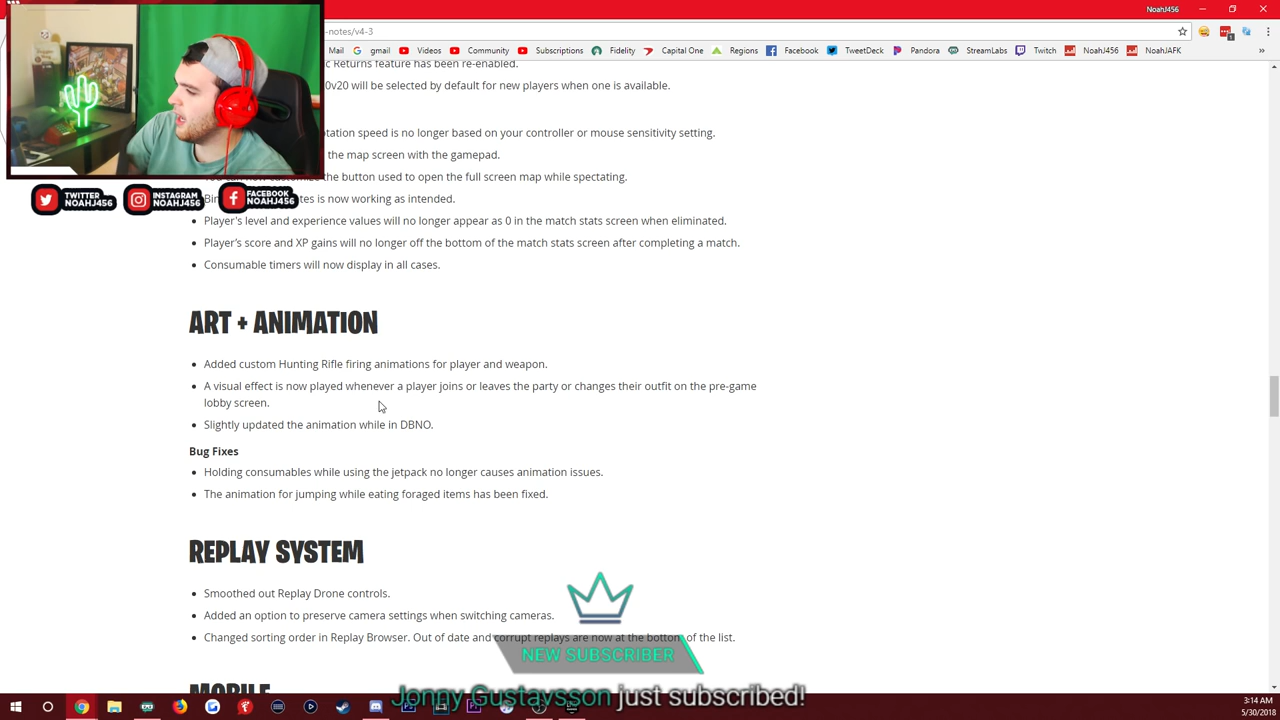 NoahJ456
-notes/v4-3
Mail gmail Videos Community Subscriptions Fidelity Capital One Regions Facebook TweetDeck Pandora StreamLabs Twitch NoahJ456 NoahJAFK »
Returns feature has been re-enabled.
0v20 will be selected by default for new players when one is available.
speed is no longer based on your controller or mouse sensitivity setting.
the map screen with the gamepad.
the button used to open the full screen map while spectating.
is now working as intended.
TWITTER
NOAHJ456
INSTAGRAM
NOAHJ456
FACEBOOK
NOAHJ456
• Player's level and experience values will no longer appear as 0 in the match stats screen when eliminated.
• Player's score and XP gains will no longer off the bottom of the match stats screen after completing a match.
• Consumable timers will now display in all cases.
ART + ANIMATION
• Added custom Hunting Rifle firing animations for player and weapon.
• A visual effect is now played whenever a player joins or leaves the party or changes their outfit on the pre-game
lobby screen.
• Slightly updated the animation while in DBNO.
Bug Fixes
• Holding consumables while using the jetpack no longer causes animation issues.
• The animation for jumping while eating foraged items has been fixed.
REPLAY SYSTEM
• Smoothed out Replay Drone controls.
• Added an option to preserve camera settings when switching cameras.
• Changed sorting order in Replay Browser. Out of date and corrupt replays are now at the bottom of the list.
NEW SUBSCRIBER
MOBILE
Jonny Gustavsson just subscribed!
3:14 AM
5/30/2018